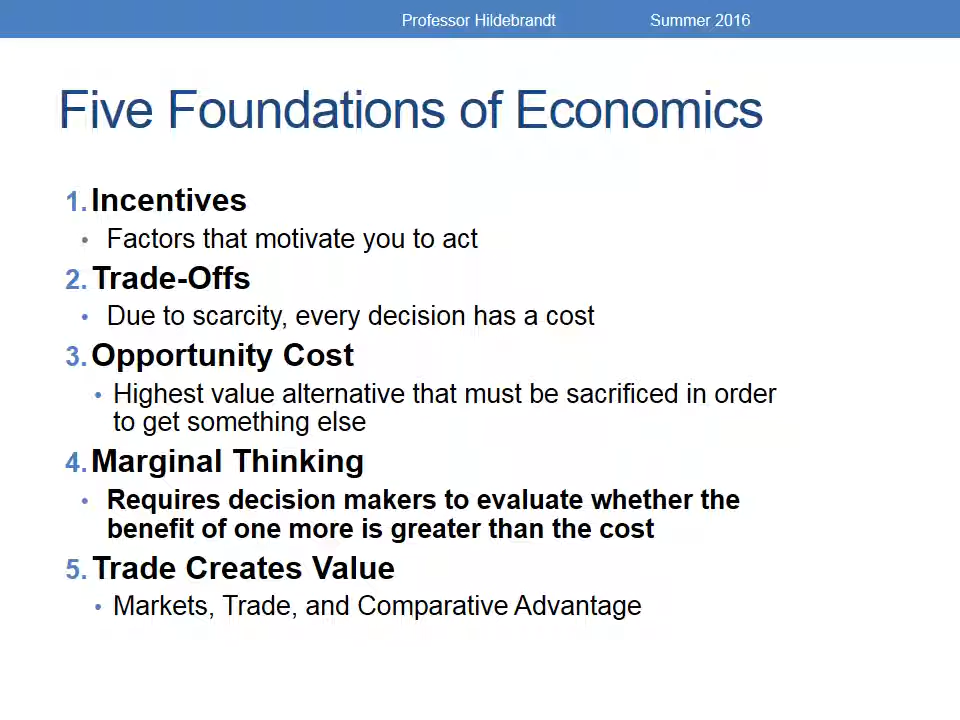 Professor Hildebrandt Summer 2016
Five Foundations of Economics
1. Incentives
• Factors that motivate you to act
2. Trade-Offs
• Due to scarcity, every decision has a cost
3. Opportunity Cost
• Highest value alternative that must be sacrificed in order
to get something else
4. Marginal Thinking
• Requires decision makers to evaluate whether the
benefit of one more is greater than the cost
5. Trade Creates Value
• Markets, Trade, and Comparative Advantage